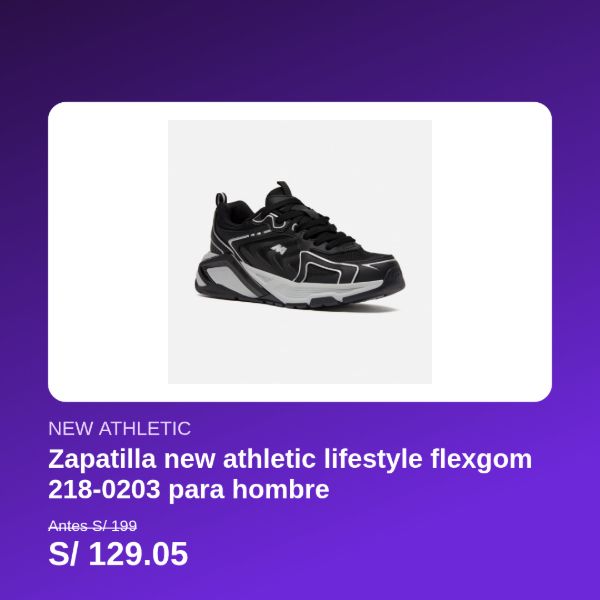 NEW ATHLETIC
Zapatilla new athletic lifestyle flexgom
218-0203 para hombre
Antes S/ 199
S/ 129.05